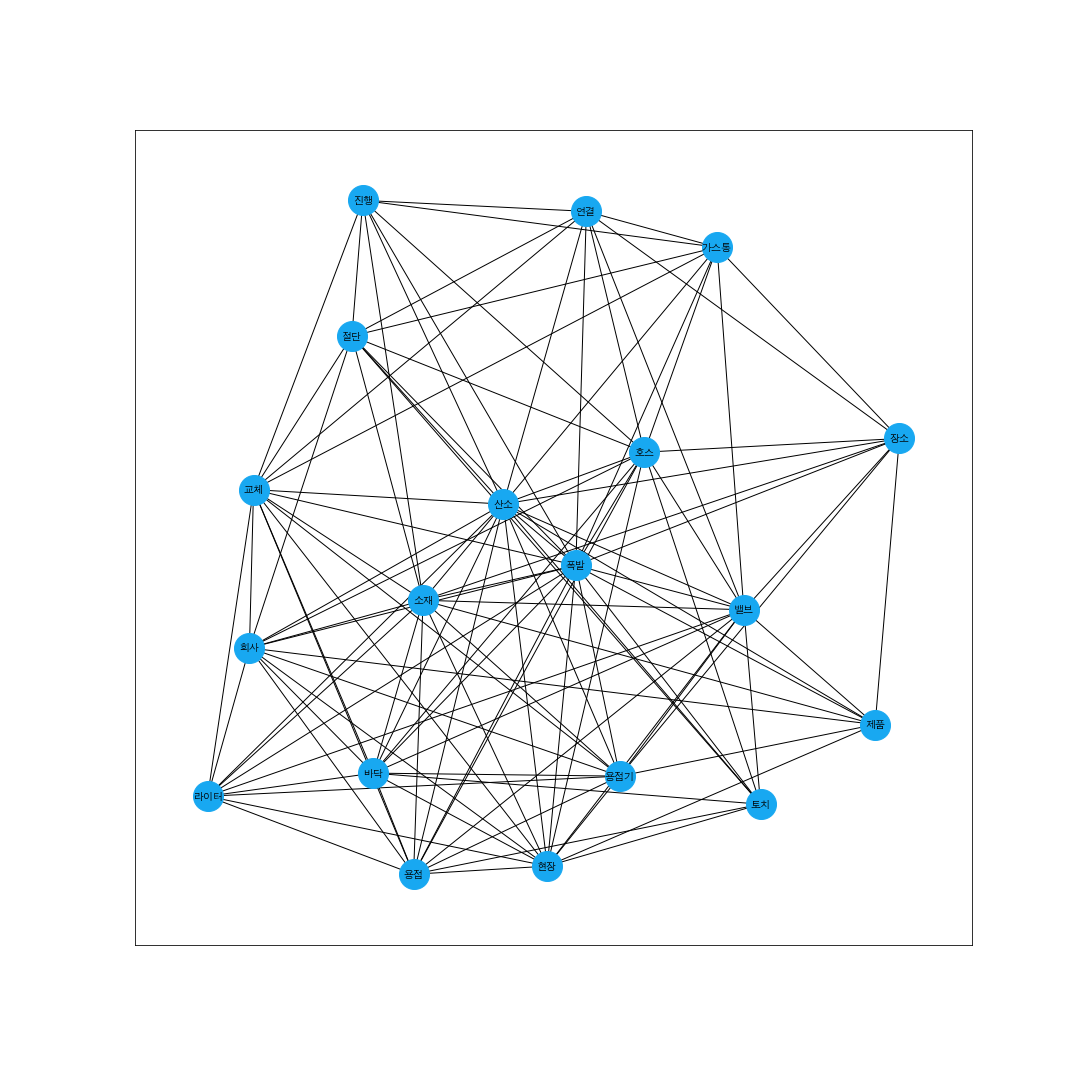 진행
연결
가스통
절단
장소
호스
교체
산소
폭발
소재
밸브
회사
제품
바닥
용접기
라이터
토치
현장
용접